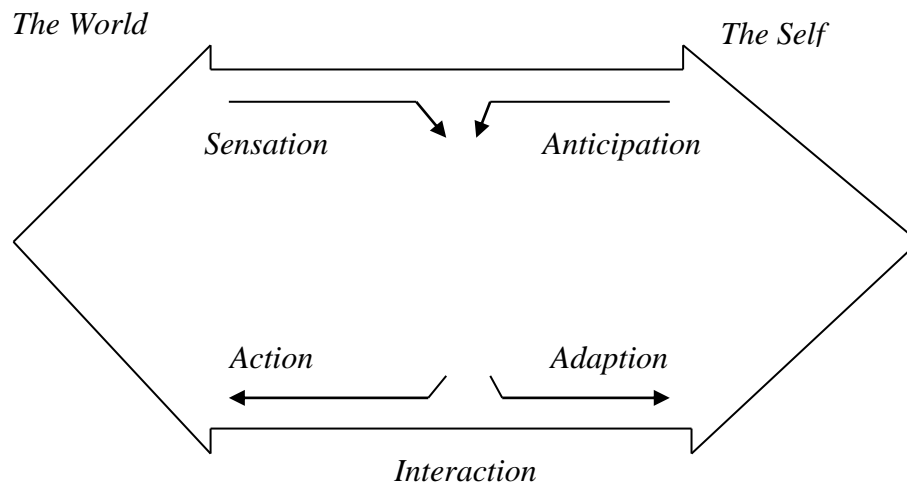 The World
The Self
Sensation
Anticipation
Action
Adaption
Interaction